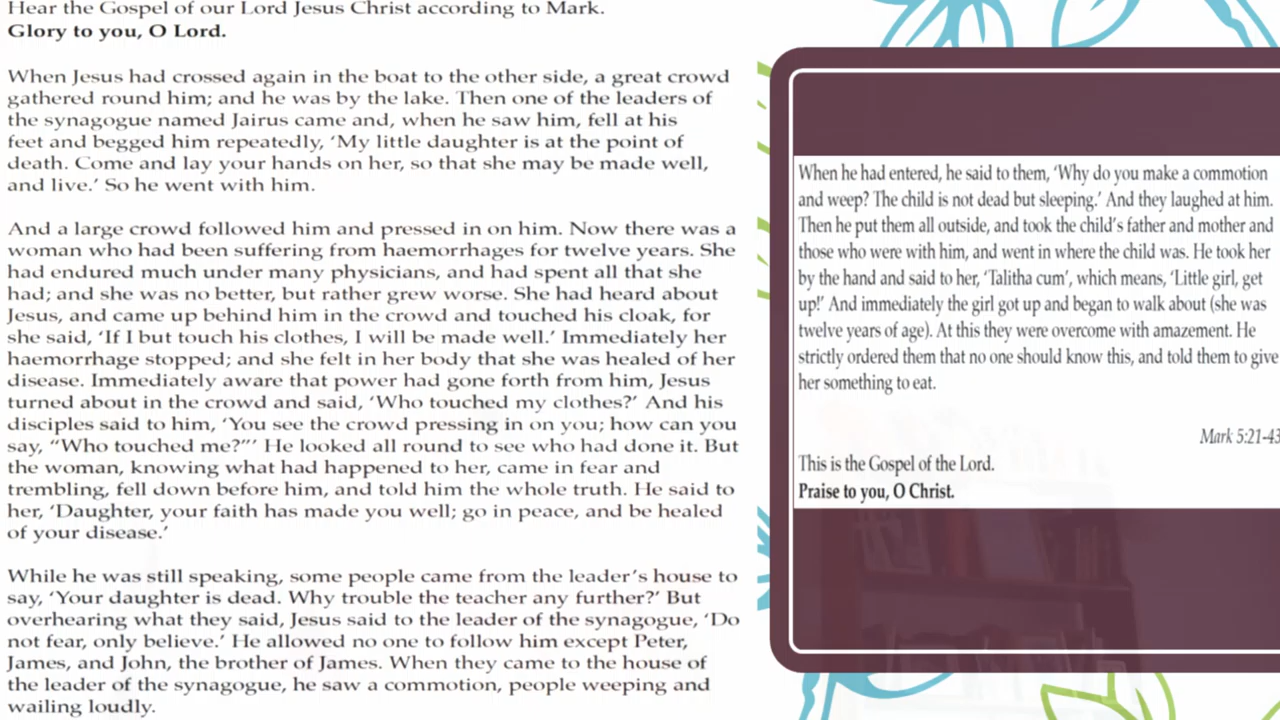 Hear the Gospel of our Lord Jesus Christ according to Mark.
Glory to you, O Lord.
When Jesus had crossed again in the boat to the other side, a great crowd
gathered round him; and he was by the lake. Then one of the leaders of
the synagogue named Jairus came and, when he saw him, fell at his
feet and begged him repeatedly, ‘My little daughter is at the point of
death. Come and lay your hands on her, so that she may be made well,
and live.’ So he went with him.
And a large crowd followed him and pressed in on him. Now there was a
woman who had been suffering from haemorrhages for twelve years. She
had endured much under many physicians, and had spent all that she
had; and she was no better, but rather grew worse. She had heard about
Jesus, and came up behind him in the crowd and touched his cloak, for
she said, ‘If I but touch his clothes, I will be made well.’ Immediately her
haemorrhage stopped; and she felt in her body that she was healed of her
disease. Immediately aware that power had gone forth from him, Jesus
turned about in the crowd and said, ‘Who touched my clothes?’ And his
disciples said to him, ‘You see the crowd pressing in on you; how can you
say, “Who touched me?”’ He looked all round to see who had done it. But
the woman, knowing what had happened to her, came in fear and
trembling, fell down before him, and told him the whole truth. He said to
her, ‘Daughter, your faith has made you well; go in peace, and be healed
of your disease.’
While he was still speaking, some people came from the leader’s house to
say, ‘Your daughter is dead. Why trouble the teacher any further?’ But
overhearing what they said, Jesus said to the leader of the synagogue, ‘Do
not fear, only believe.’ He allowed no one to follow him except Peter,
James, and John, the brother of James. When they came to the house of
the leader of the synagogue, he saw a commotion, people weeping and
wailing loudly.
When he had entered, he said to them, ‘Why do you make a commotion
and weep? The child is not dead but sleeping.’ And they laughed at him.
Then he put them all outside, and took the child’s father and mother and
those who were with him, and went in where the child was. He took her
by the hand and said to her, ‘Talitha cum’, which means, ‘Little girl, get
up!’ And immediately the girl got up and began to walk about (she was
twelve years of age). At this they were overcome with amazement. He
strictly ordered them that no one should know this, and told them to give
her something to eat.
Mark 5:21-43
This is the Gospel of the Lord.
Praise to you, O Christ.